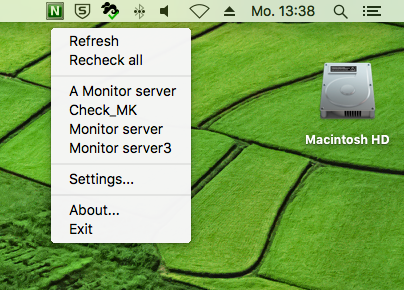 N 5 Mo. 13:38
Refresh
Recheck all
A Monitor server
Check_MK
Monitor server
Monitor server3
Settings...
About...
Exit
Macintosh HD